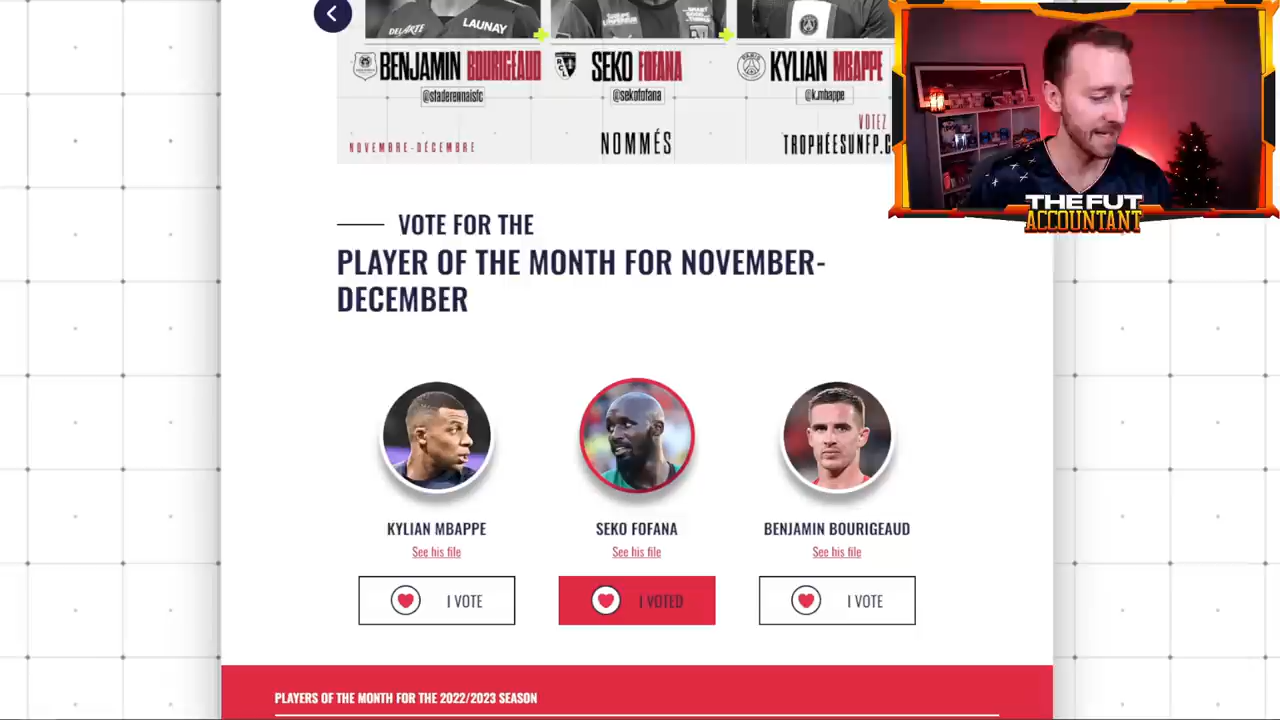 DELARTE LAUNAY
BENJAMIN BOURIGEAUD SEKO FOFANA KYLIAN MBAPPE
@staderennaisfc @sekofofana @k.mbappe
VOTEZ
NOVEMBRE-DÉCEMBRE NOMMÉS TROPHÉESUNFP.C
THE FUT
ACCOUNTANT
VOTE FOR THE
PLAYER OF THE MONTH FOR NOVEMBER-
DECEMBER
KYLIAN MBAPPE SEKO FOFANA BENJAMIN BOURIGEAUD
See his file See his file See his file
I VOTE I VOTED I VOTE
PLAYERS OF THE MONTH FOR THE 2022/2023 SEASON